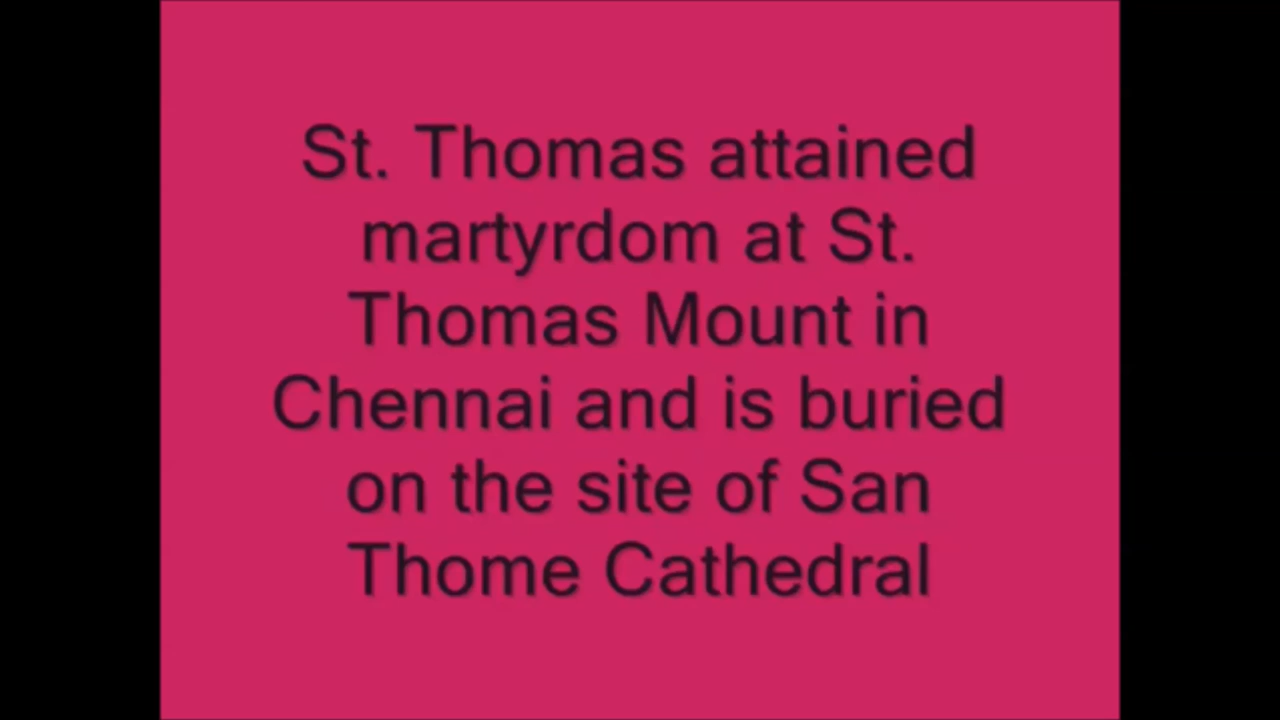 St. Thomas attained
martyrdom at St.
Thomas Mount in
Chennai and is buried
on the site of San
Thome Cathedral